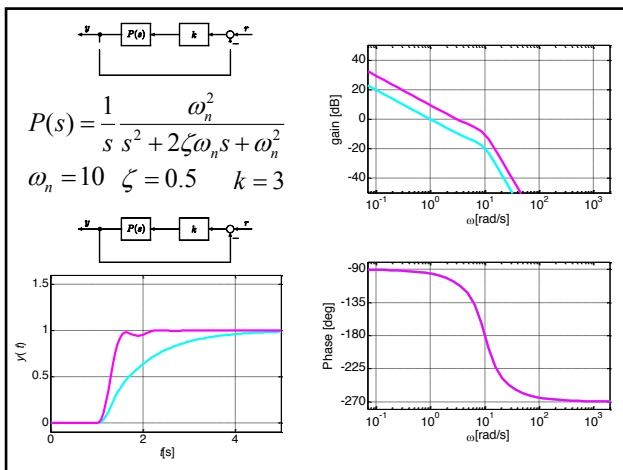 y P(s) k r
−
P(s) = 1/s ω_n^2/(s^2 + 2ζω_n s + ω_n^2)
ω_n = 10 ζ = 0.5 k = 3
y P(s) k r
−
1.5
1
0.5
0
0 2 4
y( t)
t[s]
40
20
0
-20
-40
10^-1 10^0 10^1 10^2 10^3
gain [dB]
ω[rad/s]
-90
-135
-180
-225
-270
10^-1 10^0 10^1 10^2 10^3
Phase [deg]
ω[rad/s]